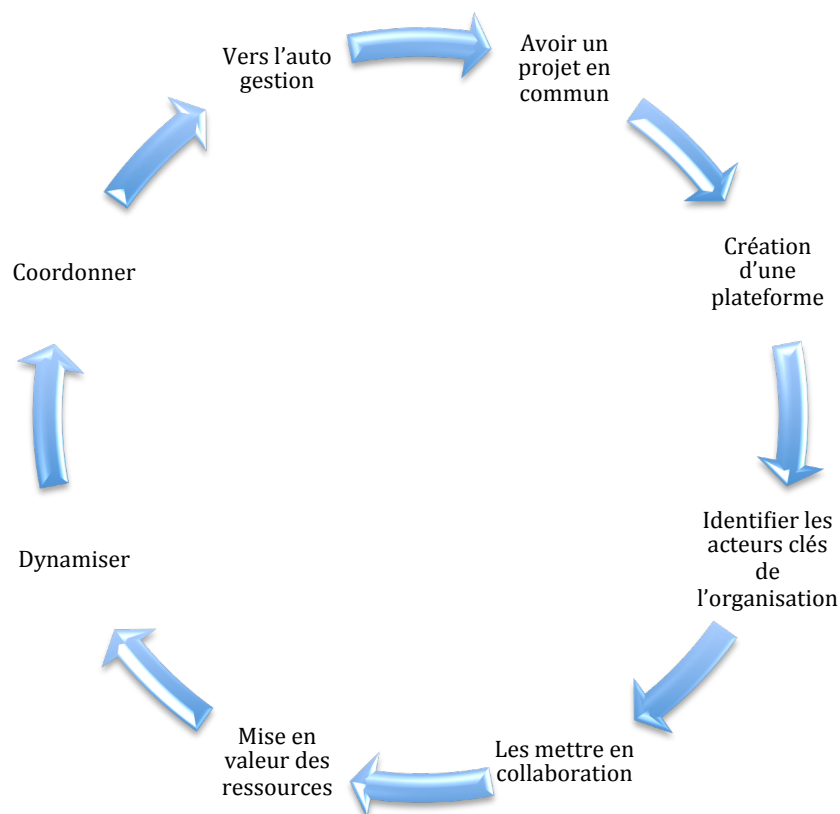 Vers l’auto
gestion
Avoir un
projet en
commun
Création
d’une
plateforme
Identifier les
acteurs clés
de
l’organisation
Les mettre en
collaboration
Mise en
valeur des
ressources
Dynamiser
Coordonner